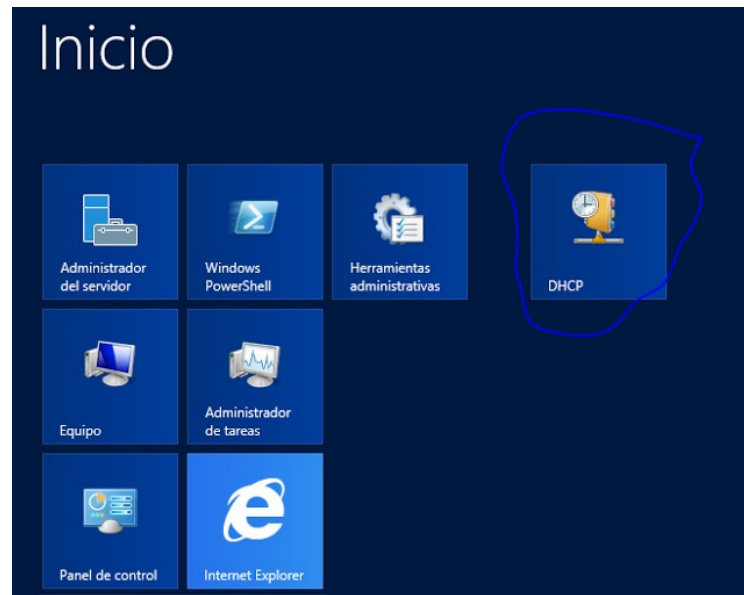 Inicio
Administrador
del servidor
Windows
PowerShell
Herramientas
administrativas
DHCP
Equipo
Administrador
de tareas
Panel de control
Internet Explorer